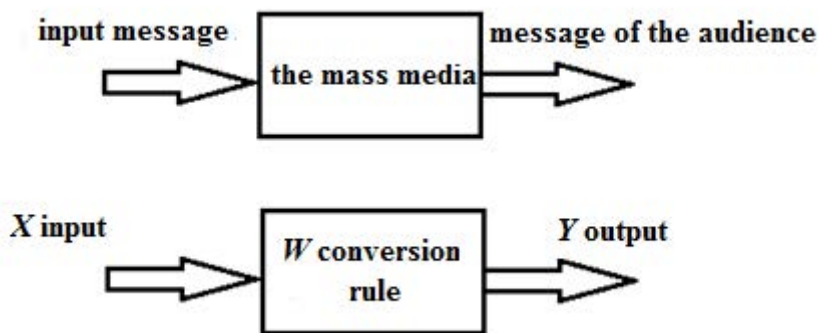 input message
message of the audience
the mass media
X input
Y output
W conversion
rule